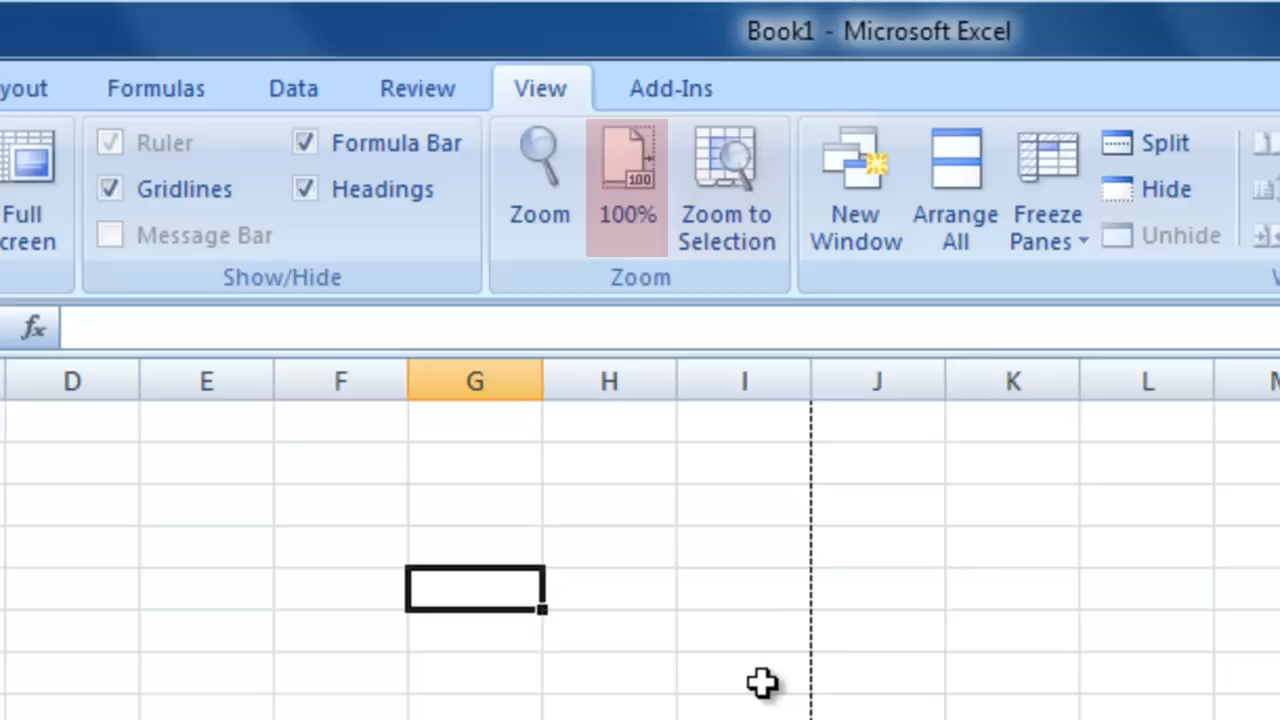 Book1 - Microsoft Excel
yout Formulas Data Review View Add-Ins
Ruler Formula Bar Split
Gridlines Headings Hide
Full Zoom 100% Zoom to New Arrange Freeze
creen Message Bar Selection Window All Panes Unhide
Show/Hide Zoom
fx
D E F G H I J K L